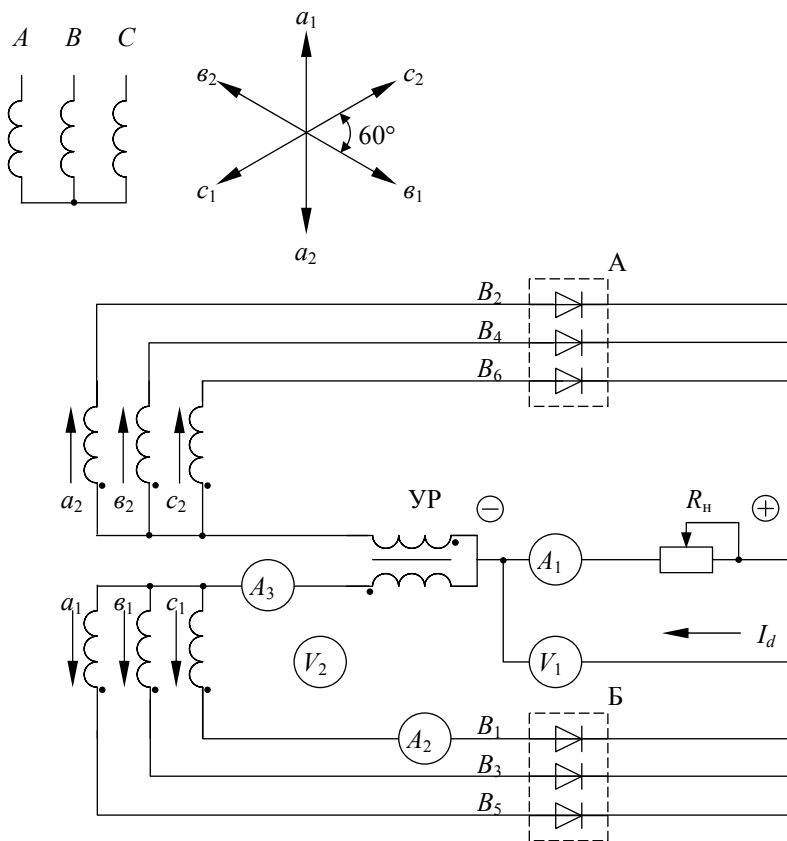 A B C
a₁
в₂ c₂
60°
c₁ в₁
a₂
А
B₂
B₄
B₆
a₂ в₂ c₂
УР − A₁ Rн +
A₃
a₁ в₁ c₁
V₂ V₁ I_d
Б
A₂ B₁
B₃
B₅